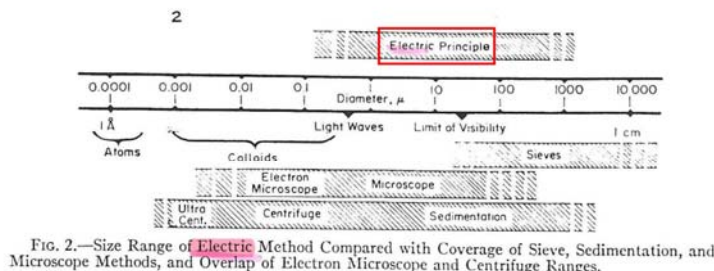 2
Electric Principle
0.0001 0.001 0.01 0.1 1 10 100 1000 10 000
Diameter, μ
1 Å Light Waves Limit of Visibility 1 cm
Atoms Colloids Sieves
Electron Microscope Microscope
Ultra Cent. Centrifuge Sedimentation
FIG. 2.—Size Range of Electric Method Compared with Coverage of Sieve, Sedimentation, and
Microscope Methods, and Overlap of Electron Microscope and Centrifuge Ranges.